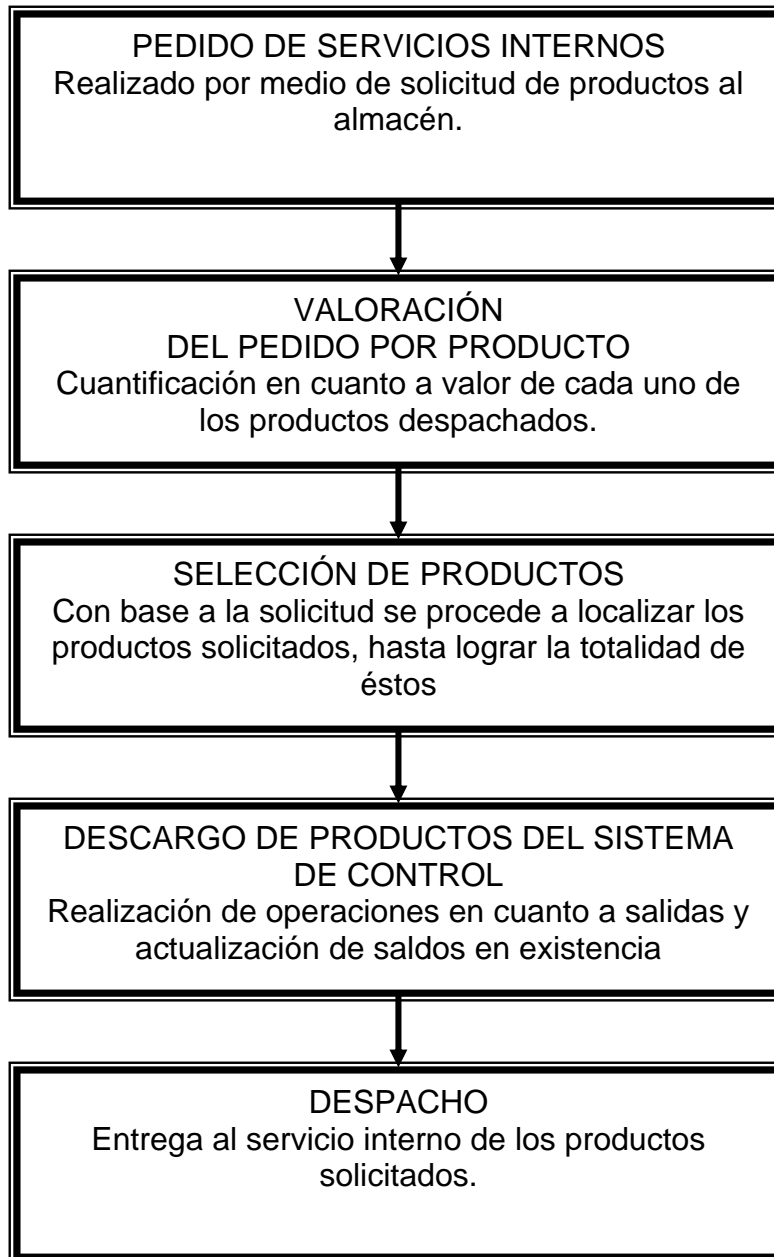 PEDIDO DE SERVICIOS INTERNOS
Realizado por medio de solicitud de productos al
almacén.
VALORACIÓN
DEL PEDIDO POR PRODUCTO
Cuantificación en cuanto a valor de cada uno de
los productos despachados.
SELECCIÓN DE PRODUCTOS
Con base a la solicitud se procede a localizar los
productos solicitados, hasta lograr la totalidad de
éstos
DESCARGO DE PRODUCTOS DEL SISTEMA
DE CONTROL
Realización de operaciones en cuanto a salidas y
actualización de saldos en existencia
DESPACHO
Entrega al servicio interno de los productos
solicitados.